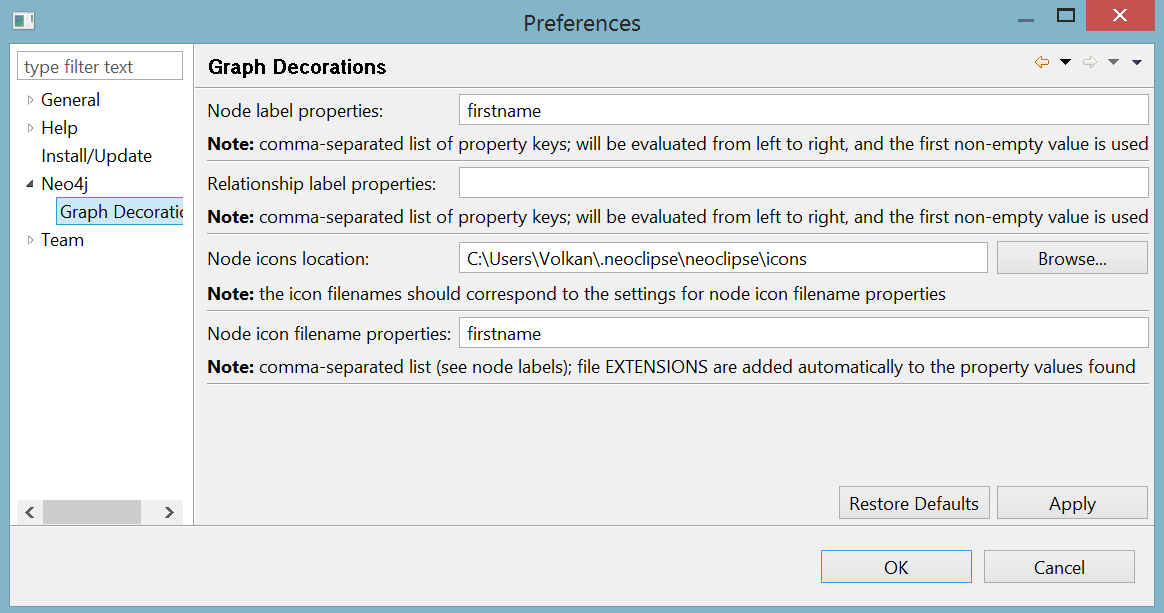 Preferences
type filter text
General
Help
Install/Update
Neo4j
Graph Decoratic
Team
Graph Decorations
Node label properties: firstname
Note: comma-separated list of property keys; will be evaluated from left to right, and the first non-empty value is used
Relationship label properties:
Note: comma-separated list of property keys; will be evaluated from left to right, and the first non-empty value is used
Node icons location: C:\Users\Volkan\.neoclipse\neoclipse\icons Browse...
Note: the icon filenames should correspond to the settings for node icon filename properties
Node icon filename properties: firstname
Note: comma-separated list (see node labels); file EXTENSIONS are added automatically to the property values found
Restore Defaults Apply
OK Cancel